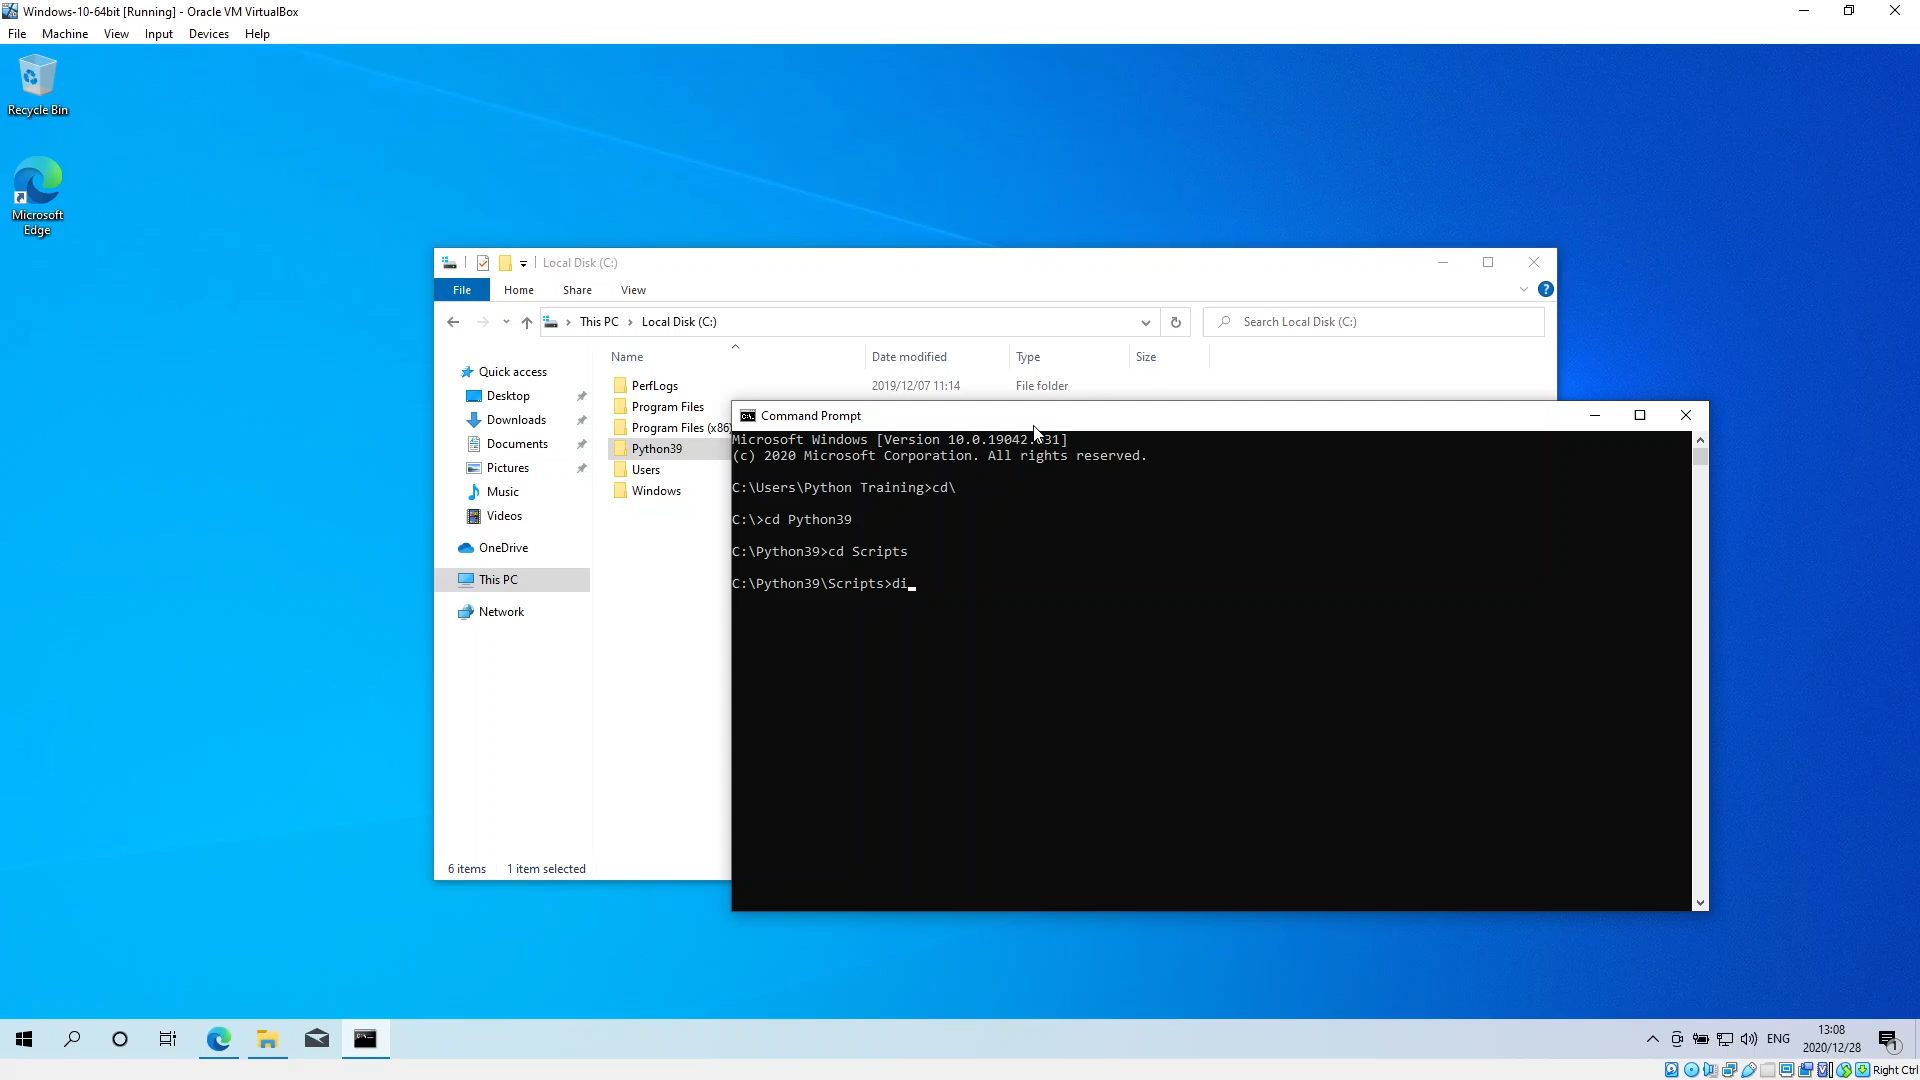 Windows-10-64bit [Running] - Oracle VM VirtualBox
File Machine View Input Devices Help
Recycle Bin
Microsoft
Edge
Local Disk (C:)
File Home Share View
This PC Local Disk (C:)
Search Local Disk (C:)
Name Date modified Type Size
Quick access
Desktop
Downloads
Documents
Pictures
Music
Videos
OneDrive
This PC
Network
PerfLogs 2019/12/07 11:14 File folder
Program Files
Program Files (x86)
Python39
Users
Windows
6 items 1 item selected
Command Prompt
Microsoft Windows [Version 10.0.19042.631]
(c) 2020 Microsoft Corporation. All rights reserved.
C:\Users\Python Training>cd\
C:\>cd Python39
C:\Python39>cd Scripts
C:\Python39\Scripts>di
ENG
13:08
2020/12/28
1
Right Ctrl